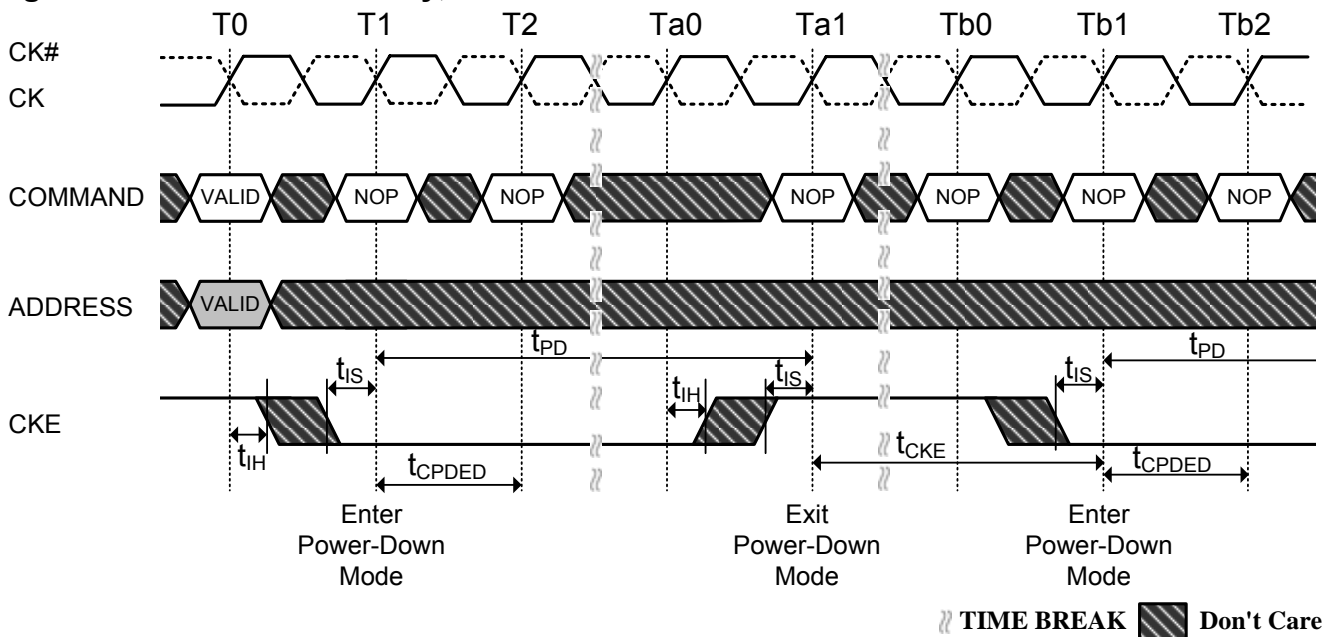 T0 T1 T2 Ta0 Ta1 Tb0 Tb1 Tb2
CK#
CK
COMMAND VALID NOP NOP NOP NOP NOP NOP
ADDRESS VALID
tPD tPD
tIS tIH tIS tIS
CKE
tIH tCPDED tCKE tCPDED
Enter
Power-Down
Mode
Exit
Power-Down
Mode
Enter
Power-Down
Mode
TIME BREAK Don't Care